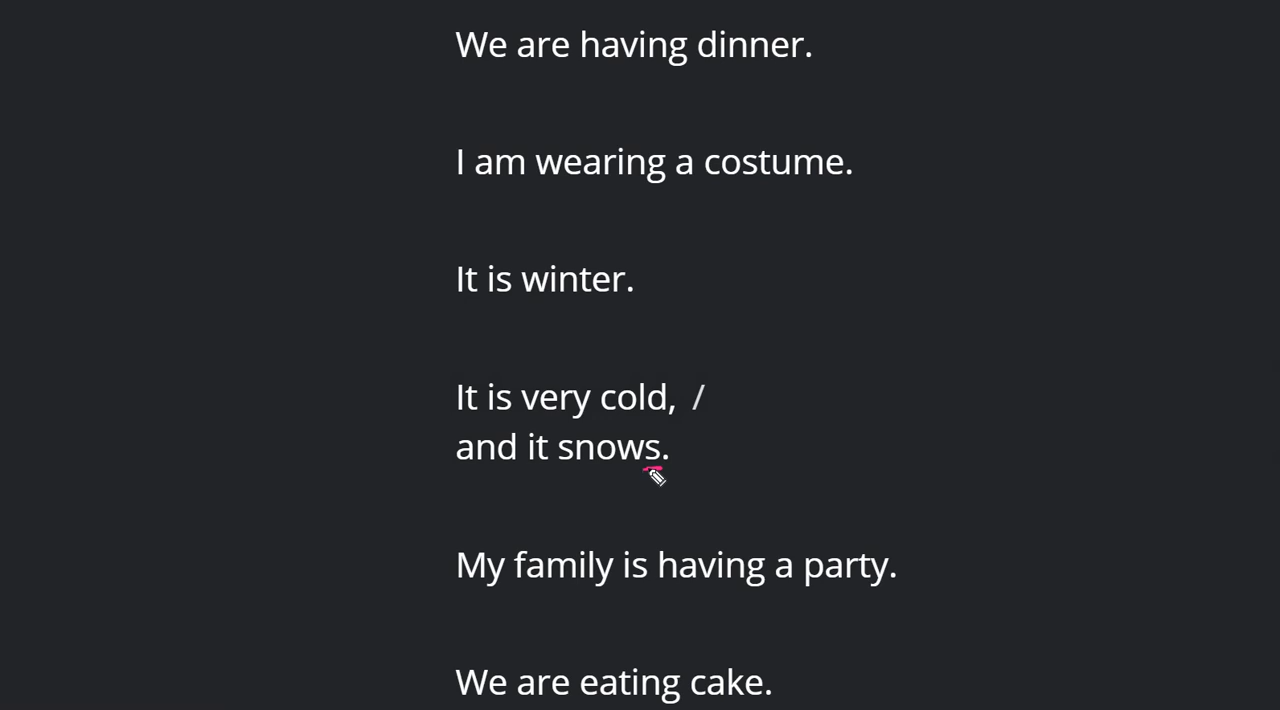 We are having dinner.
I am wearing a costume.
It is winter.
It is very cold, /
and it snows.
My family is having a party.
We are eating cake.